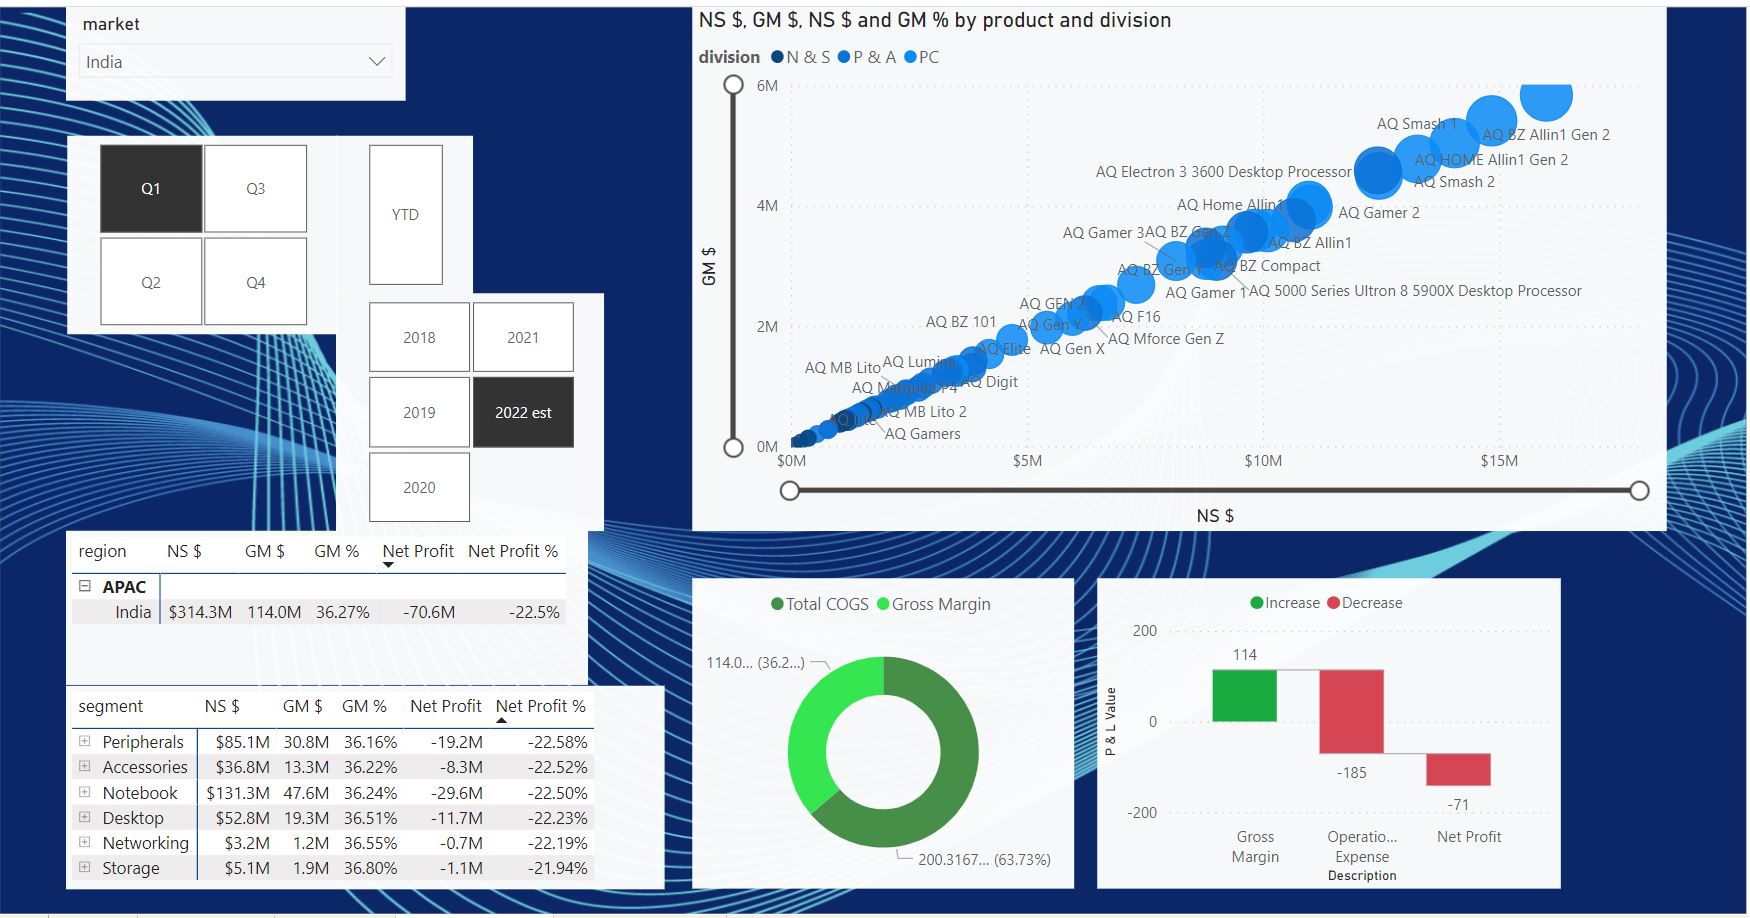 market
India
Q1
Q3
Q2
Q4
YTD
2018
2021
2019
2022 est
2020
NS $, GM $, NS $ and GM % by product and division
division N & S P & A PC
6M
4M
2M
0M
GM $
$0M $5M $10M $15M
NS $
AQ Smash 1
AQ BZ Allin1 Gen 2
AQ HOME Allin1 Gen 2
AQ Electron 3 3600 Desktop Processor
AQ Smash 2
AQ Home Allin1
AQ Gamer 2
AQ Gamer 3
AQ BZ Gen Z
AQ BZ Allin1
AQ BZ Gen Y
AQ BZ Compact
AQ Gamer 1
AQ 5000 Series Ultron 8 5900X Desktop Processor
AQ GEN Z
AQ F16
AQ BZ 101
AQ Gen Y
AQ Mforce Gen Z
AQ Elite
AQ Gen X
AQ MB Lito
AQ Lumina
AQ Digit
AQ Marquee P4
AQ MB Lito 2
AQ
AQ Gamers
region NS $ GM $ GM % Net Profit Net Profit %
APAC
India $314.3M 114.0M 36.27% -70.6M -22.5%
segment NS $ GM $ GM % Net Profit Net Profit %
Peripherals $85.1M 30.8M 36.16% -19.2M -22.58%
Accessories $36.8M 13.3M 36.22% -8.3M -22.52%
Notebook $131.3M 47.6M 36.24% -29.6M -22.50%
Desktop $52.8M 19.3M 36.51% -11.7M -22.23%
Networking $3.2M 1.2M 36.55% -0.7M -22.19%
Storage $5.1M 1.9M 36.80% -1.1M -21.94%
Total COGS Gross Margin
114.0... (36.2...)
200.3167... (63.73%)
Increase Decrease
200
0
-200
P & L Value
114
-185
-71
Gross
Margin
Operatio...
Expense
Net Profit
Description